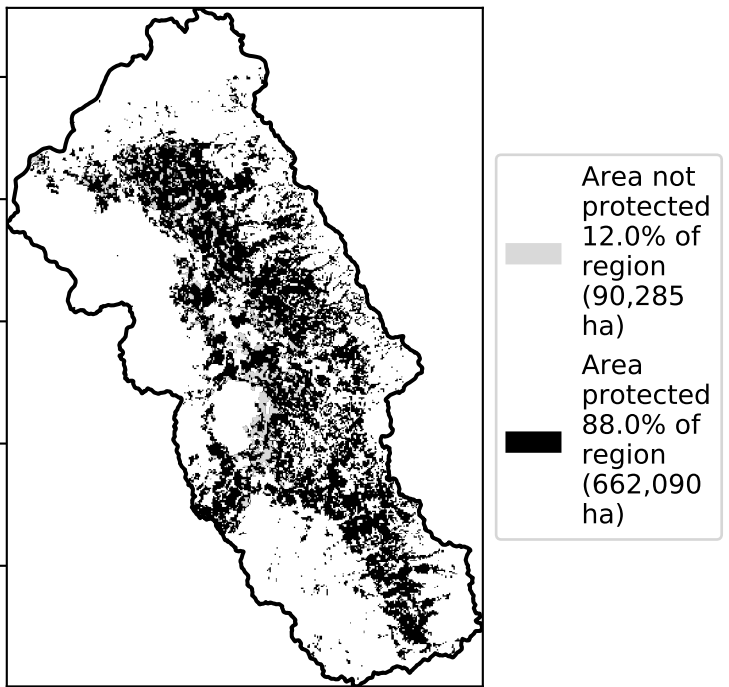 Area not
protected
12.0% of
region
(90,285
ha)
Area
protected
88.0% of
region
(662,090
ha)